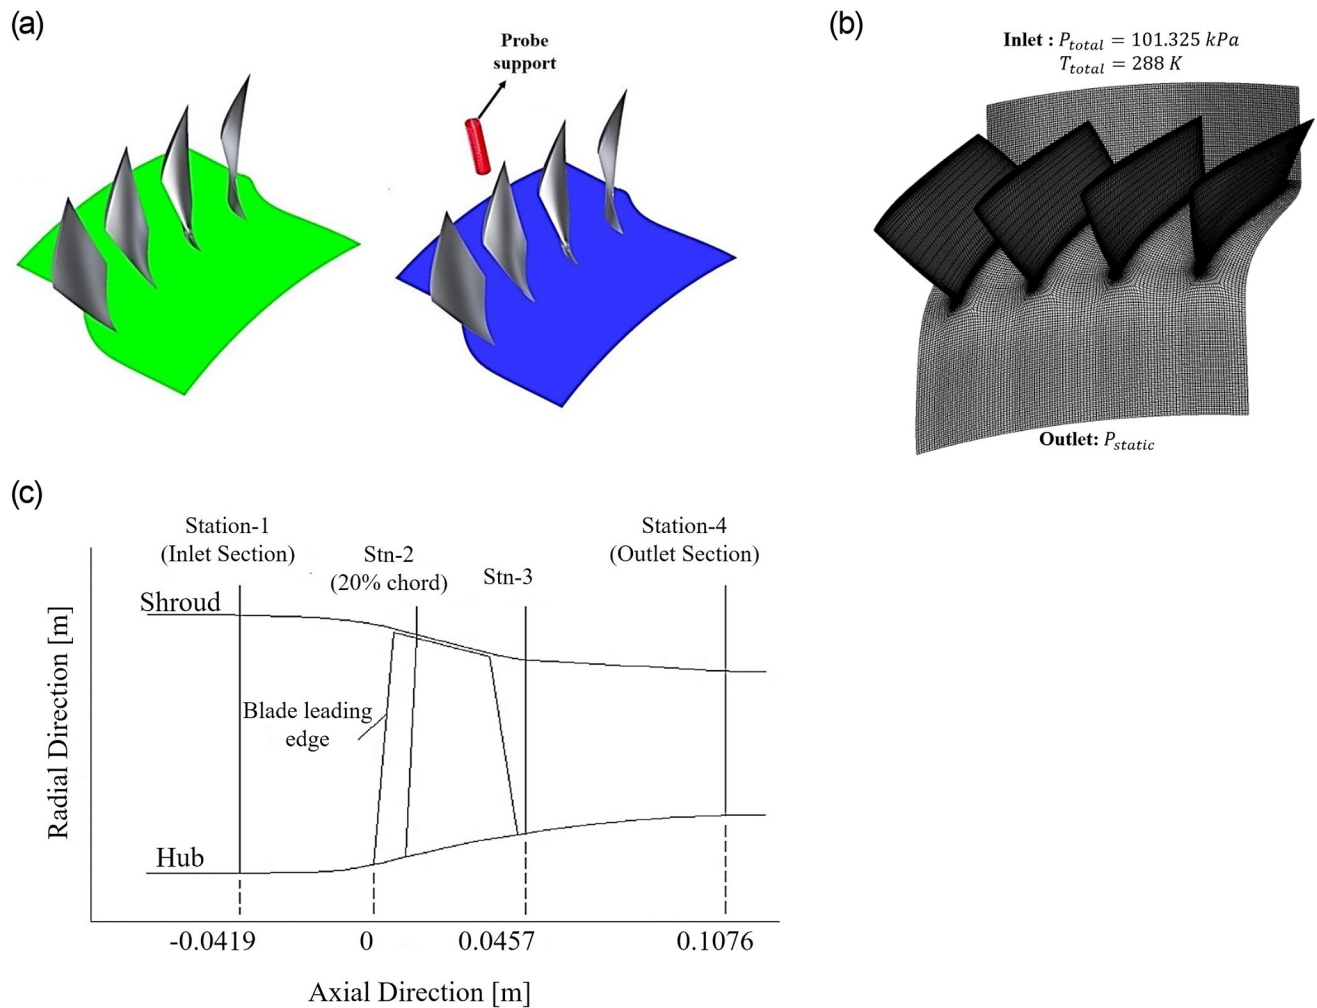 (a)
Probe
support
(b)
Inlet : P_total = 101.325 kPa
T_total = 288 K
Outlet: P_static
(c)
Station-1
(Inlet Section)
Stn-2
(20% chord)
Stn-3
Station-4
(Outlet Section)
Shroud
Blade leading
edge
Hub
Radial Direction [m]
-0.0419
0
0.0457
0.1076
Axial Direction [m]